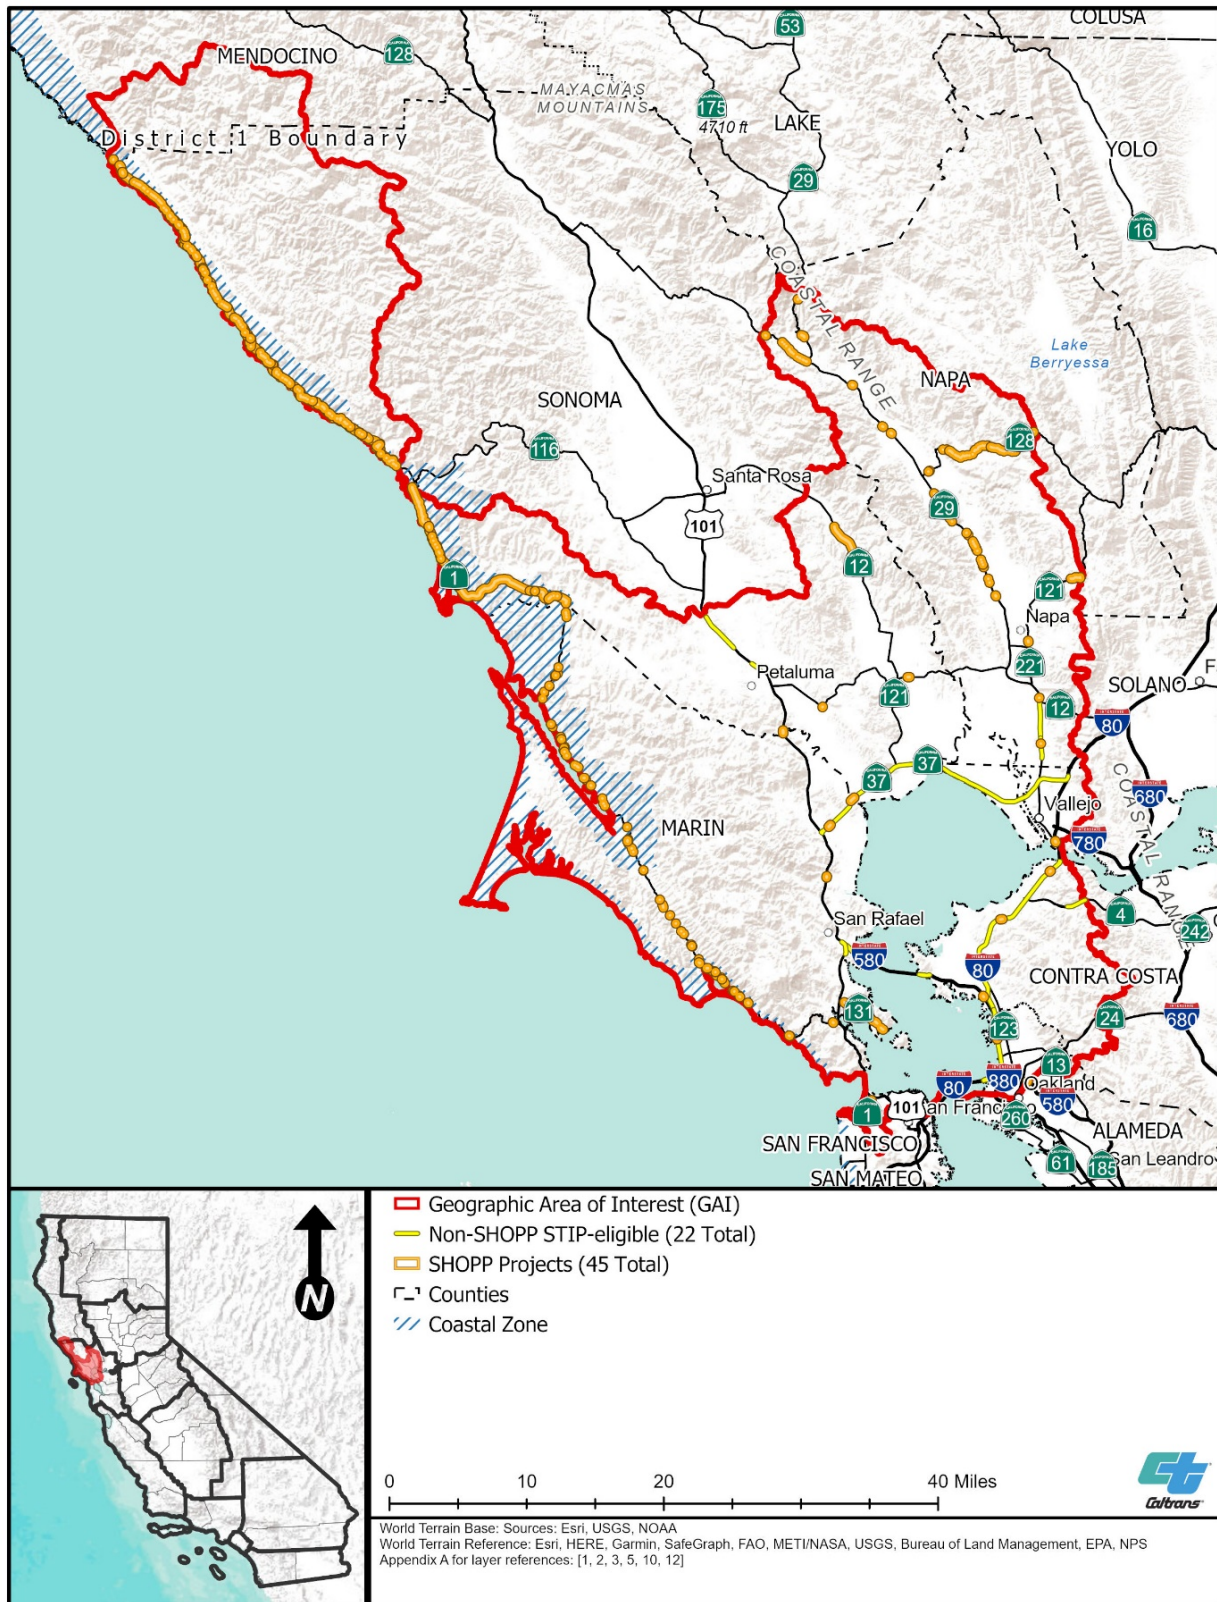 COLUSA
53
MENDOCINO
128
MAYACMAS
MOUNTAINS
175
4710 ft
LAKE
District 1 Boundary
YOLO
29
16
COASTAL RANGE
Lake
Berryessa
NAPA
SONOMA
116
128
Santa Rosa
29
101
12
1
121
Napa
221
Petaluma
SOLANO
F
121
12
80
37
37
COASTAL RANGE
680
Vallejo
MARIN
780
San Rafael
4
242
580
80
CONTRA COSTA
131
123
24
680
13
80
880
Oakland
580
1
101
an Francisco
260
ALAMEDA
SAN FRANCISCO
61
185
San Leandro
SAN MATEO
Geographic Area of Interest (GAI)
Non-SHOPP STIP-eligible (22 Total)
SHOPP Projects (45 Total)
Counties
Coastal Zone
N
0 10 20 40 Miles
Caltrans
World Terrain Base: Sources: Esri, USGS, NOAA
World Terrain Reference: Esri, HERE, Garmin, SafeGraph, FAO, METI/NASA, USGS, Bureau of Land Management, EPA, NPS
Appendix A for layer references: [1, 2, 3, 5, 10, 12]